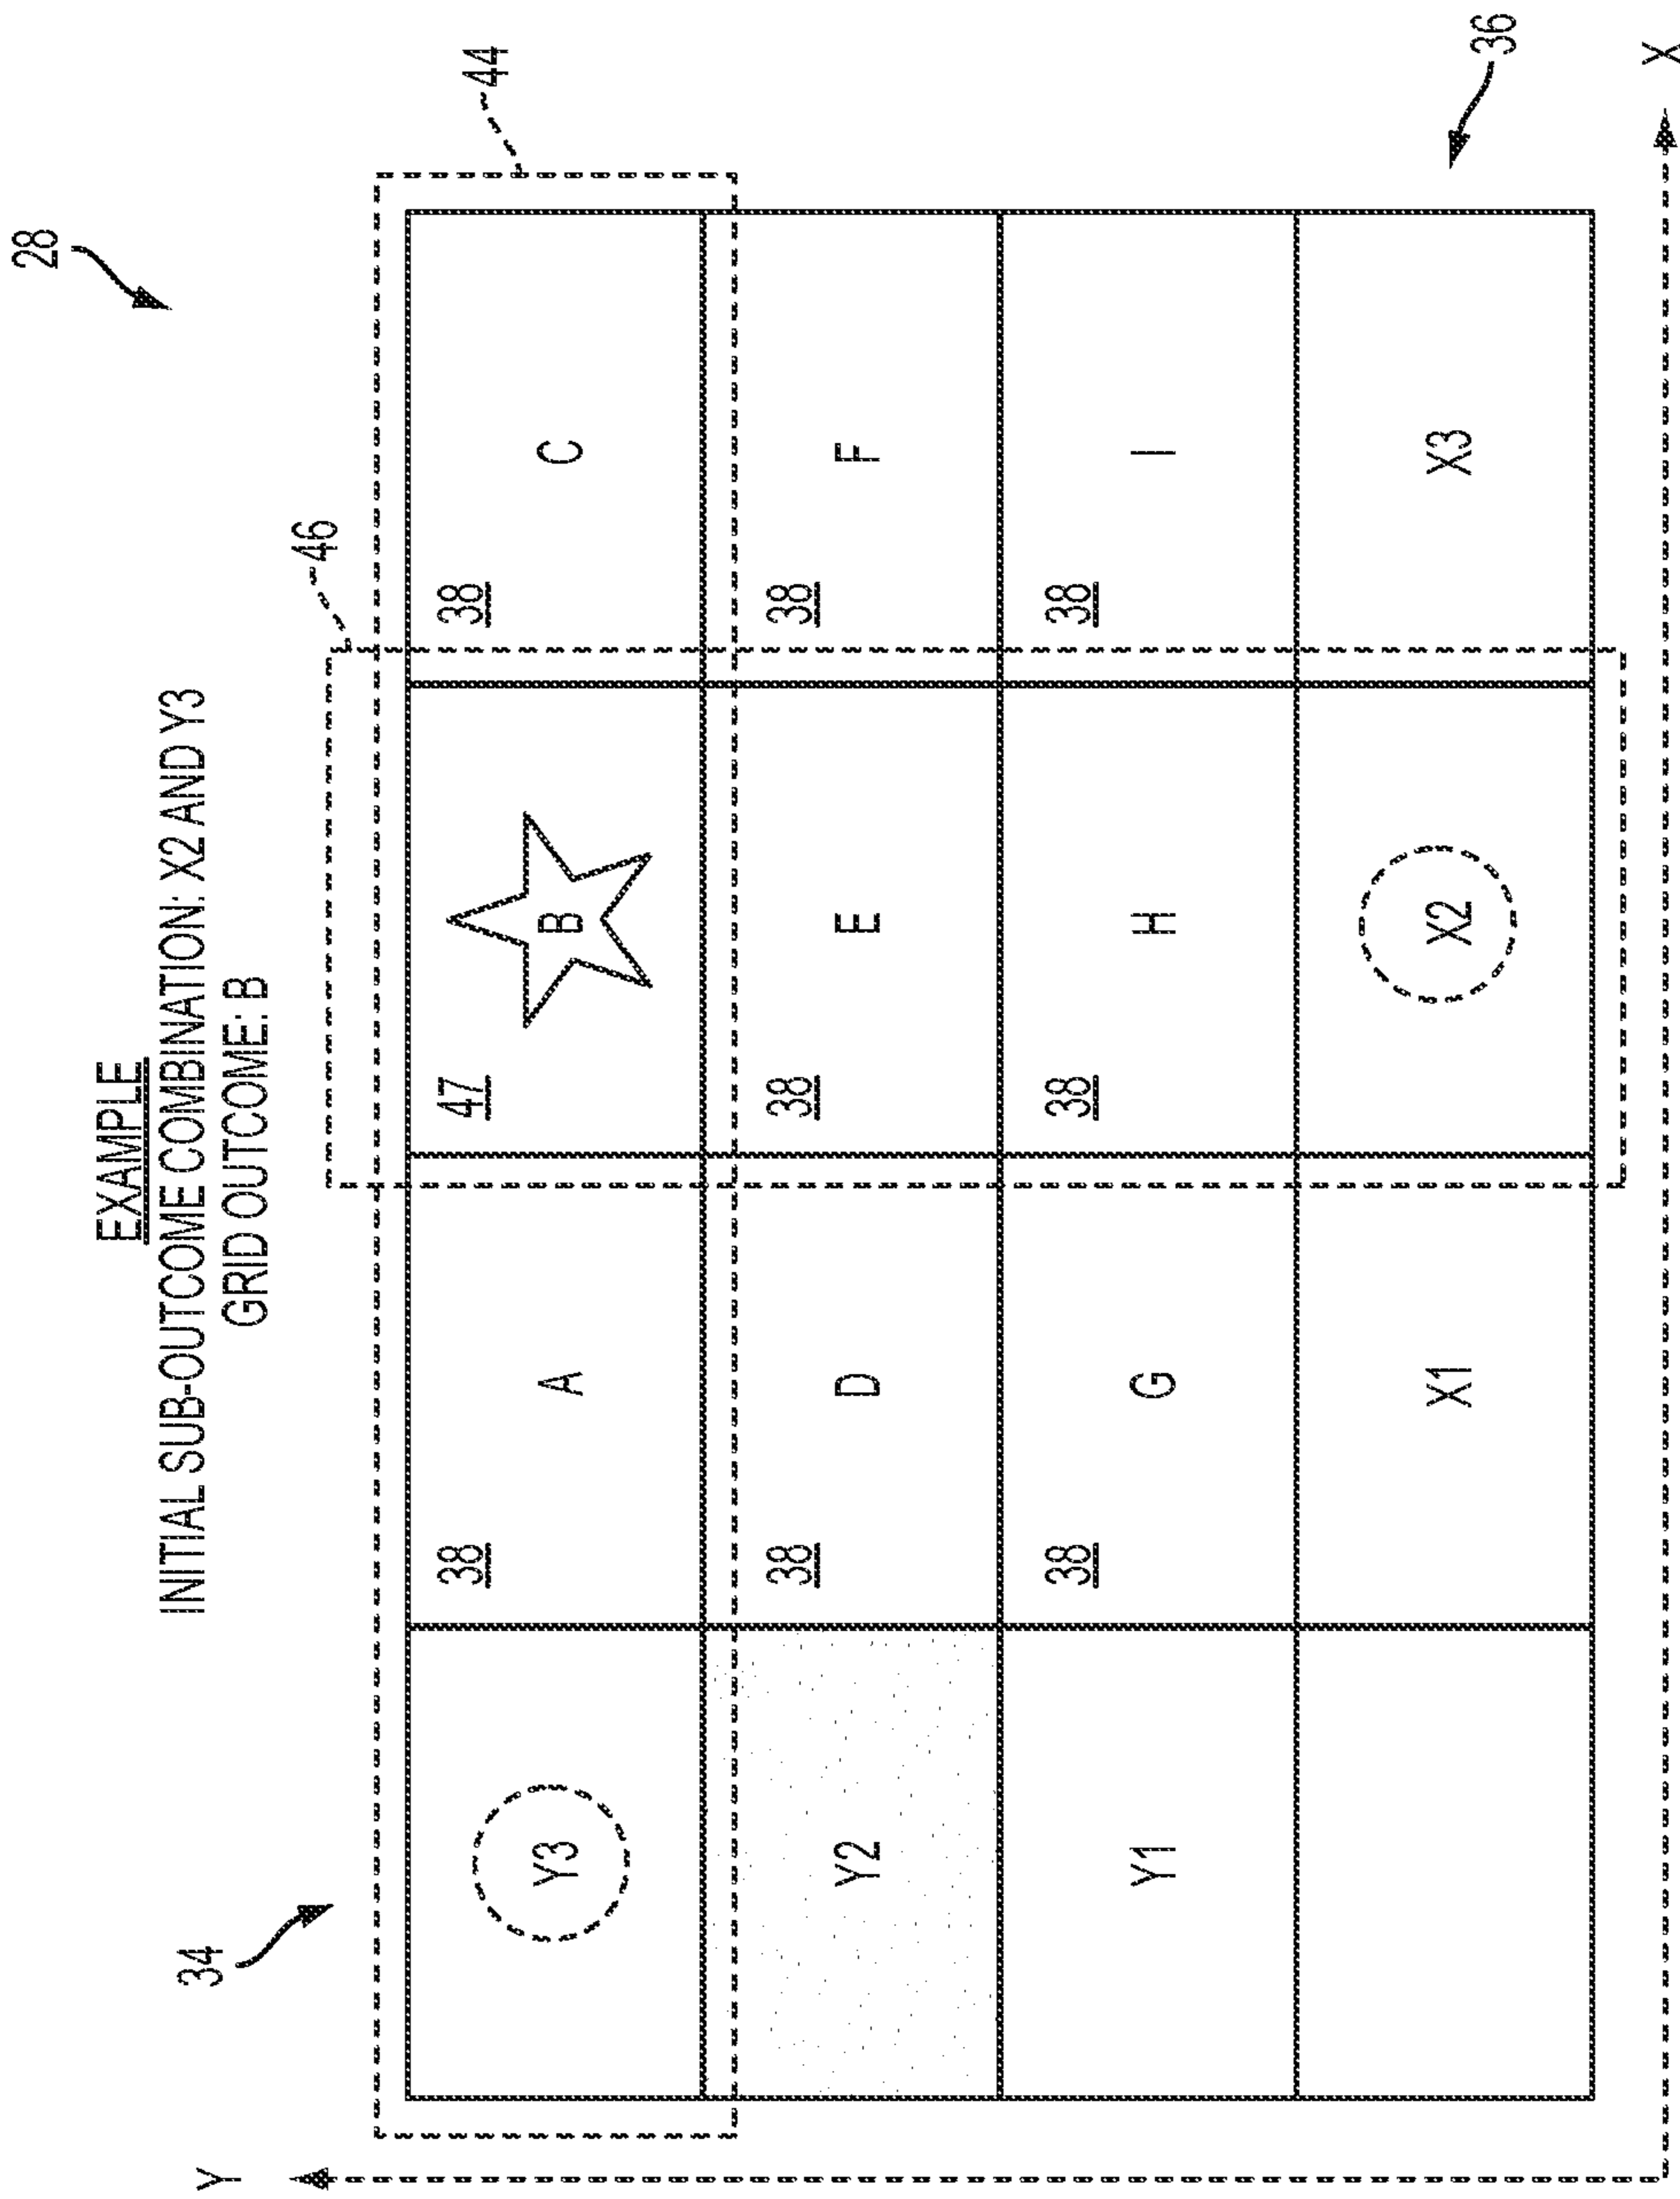 28
EXAMPLE
INITIAL SUB-OUTCOME COMBINATION: X2 AND Y3
GRID OUTCOME: B
Y
34
46
44
Y3
38
A
47
B
38
C
Y2
38
D
38
E
38
F
Y1
38
G
38
H
38
I
36
X1
X2
X3
X